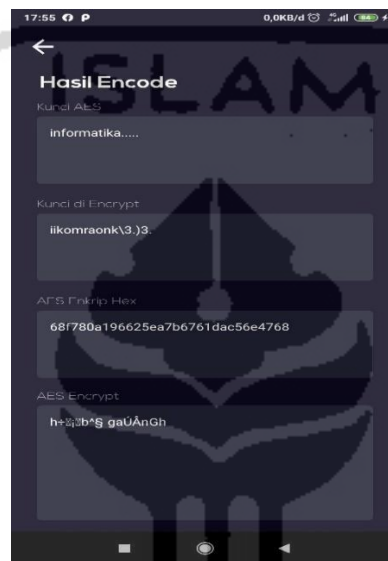 17:55
0,0KB/d
ISLAM
Hasil Encode
Kunci AES
informatika.....
Kunci di Encrypt
iikomraonk\3.)3.
AES Enkrip Hex
68f780a196625ea7b6761dac56e4768
AES Encrypt